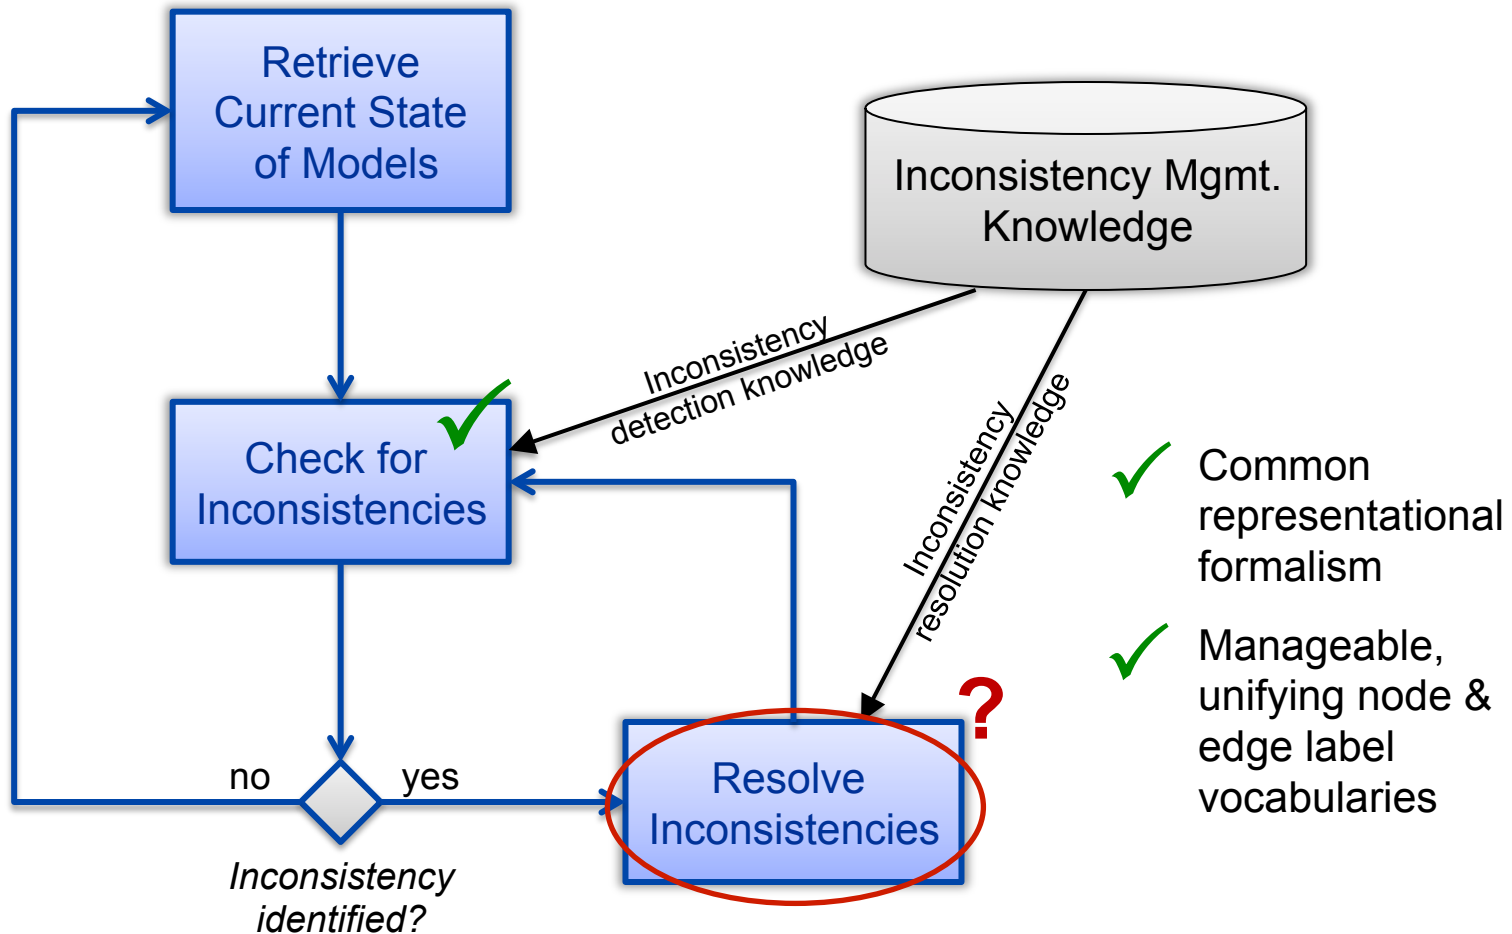 Retrieve
Current State
of Models
Inconsistency Mgmt.
Knowledge
Inconsistency
detection knowledge
Inconsistency
resolution knowledge
Check for
Inconsistencies
Common
representational
formalism
Manageable,
unifying node &
edge label
vocabularies
?
no
yes
Resolve
Inconsistencies
Inconsistency
identified?